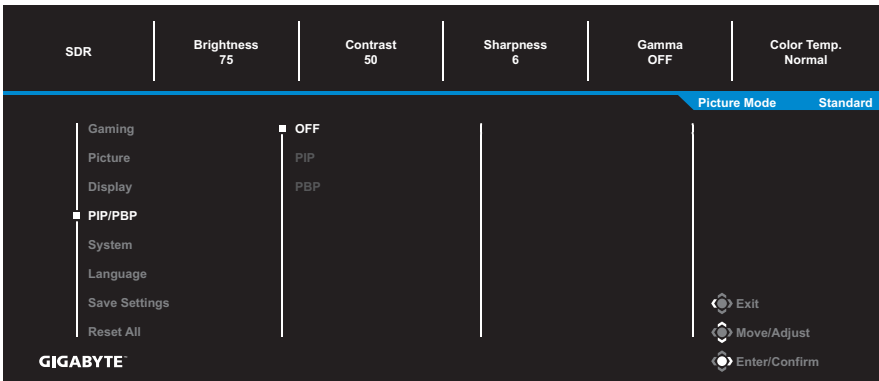 SDR
Brightness
75
Contrast
50
Sharpness
6
Gamma
OFF
Color Temp.
Normal
Picture Mode Standard
Gaming
Picture
Display
PIP/PBP
System
Language
Save Settings
Reset All
OFF
PIP
PBP
Exit
Move/Adjust
Enter/Confirm
GIGABYTE™